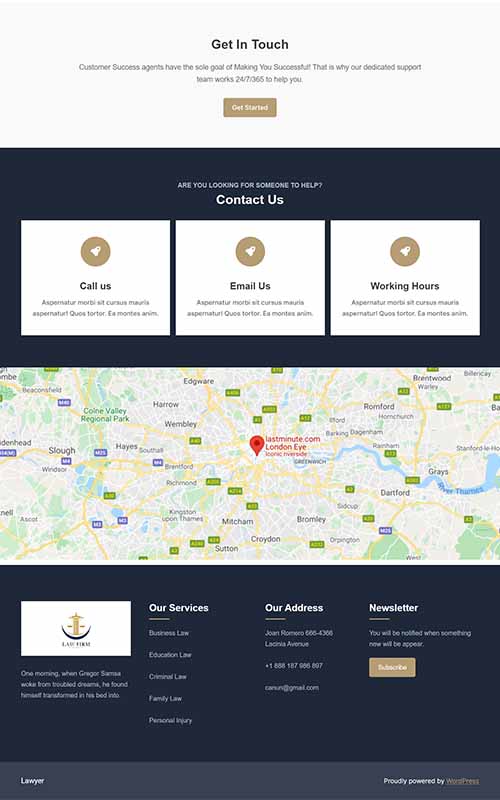 Get In Touch
Customer Success agents have the sole goal of Making You Successful! That is why our dedicated support
team works 24/7/365 to help you.
Get Started
ARE YOU LOOKING FOR SOMEONE TO HELP?
Contact Us
Call us
Aspernatur morbi sit cursus mauris
aspernatur! Quos tortor. Ea montes anim.
Email Us
Aspernatur morbi sit cursus mauris
aspernatur! Quos tortor. Ea montes anim.
Working Hours
Aspernatur morbi sit cursus mauris
aspernatur! Quos tortor. Ea montes anim.
Edgware
Brentwood
Billericay
Beaconsfield
Harrow
Romford
Hornchurch
Colne Valley
Regional Park
Wembley
Ilford
Barking
Dagenham
lastminute.com
London Eye
Iconic riverside
Slough
Hayes
Southall
Rainham
Windsor
Brentford
GREENWICH
Grays
Richmond
Dartford
River Thames
Ascot
Kingston
upon Thames
Mitcham
Bromley
Sidcup
Croydon
Orpington
Sutton
LAW FIRM
One morning, when Gregor Samsa
woke from troubled dreams, he found
himself transformed in his bed into.
Our Services
Business Law
Education Law
Criminal Law
Family Law
Personal Injury
Our Address
Joan Romero 666-4366
Lacinia Avenue
+1 888 187 986 897
canun@gmail.com
Newsletter
You will be notified when something
new will be appear.
Subscribe
Lawyer
Proudly powered by WordPress